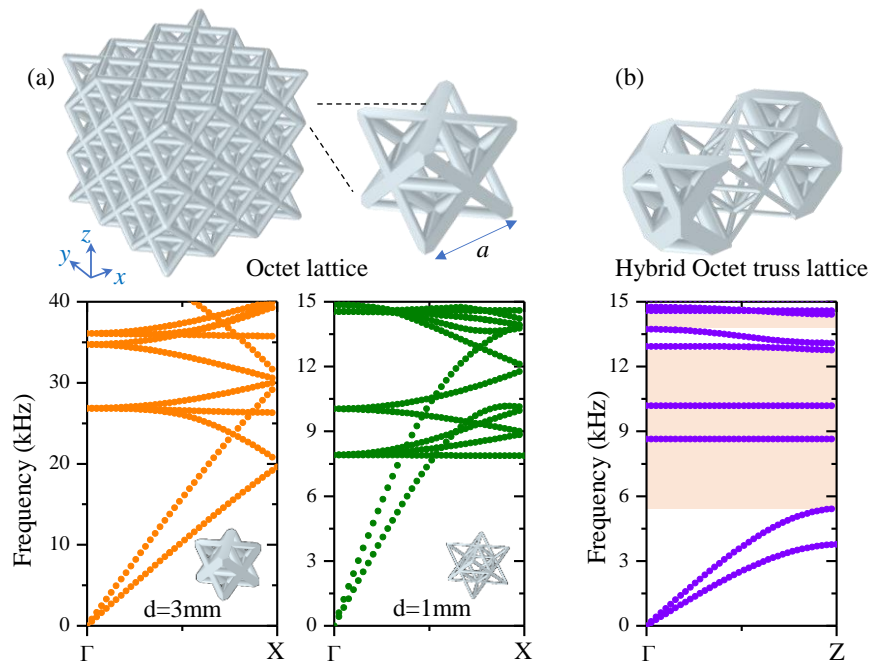 (a)
(b)
z
y
x
a
Octet lattice
Hybrid Octet truss lattice
40
30
20
10
0
Frequency (kHz)
Γ
X
d=3mm
15
12
9
6
3
0
Γ
X
d=1mm
15
12
9
6
3
0
Frequency (kHz)
Γ
Z